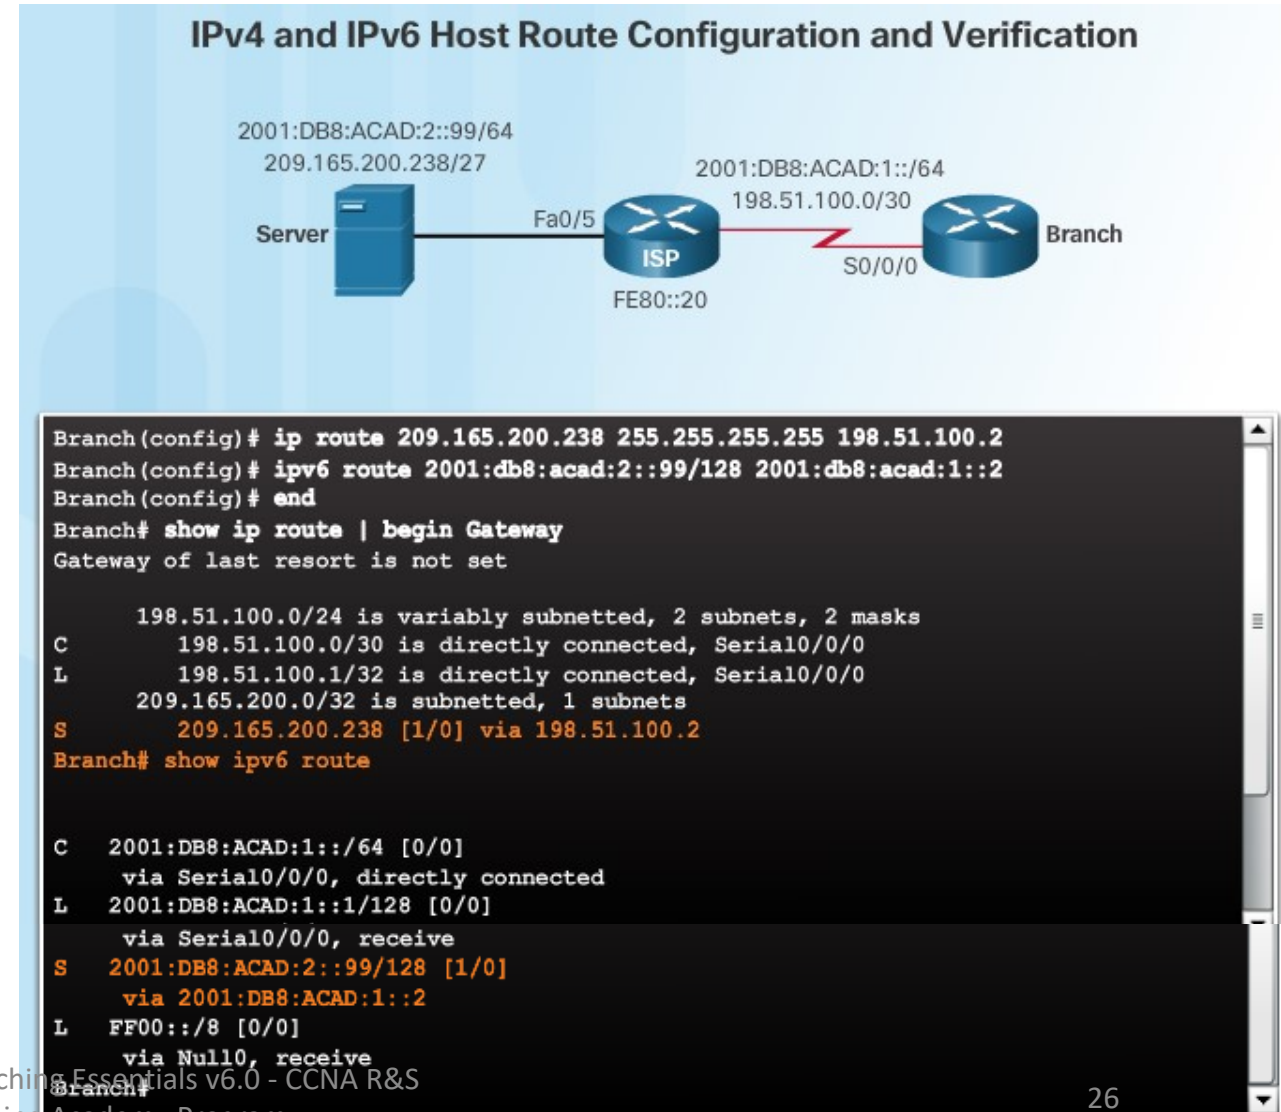 IPv4 and IPv6 Host Route Configuration and Verification
2001:DB8:ACAD:2::99/64
209.165.200.238/27
2001:DB8:ACAD:1::/64
198.51.100.0/30
Server
Fa0/5
ISP
S0/0/0
Branch
FE80::20
Branch(config)# ip route 209.165.200.238 255.255.255.255 198.51.100.2
Branch(config)# ipv6 route 2001:db8:acad:2::99/128 2001:db8:acad:1::2
Branch(config)# end
Branch# show ip route | begin Gateway
Gateway of last resort is not set
198.51.100.0/24 is variably subnetted, 2 subnets, 2 masks
C 198.51.100.0/30 is directly connected, Serial0/0/0
L 198.51.100.1/32 is directly connected, Serial0/0/0
209.165.200.0/32 is subnetted, 1 subnets
S 209.165.200.238 [1/0] via 198.51.100.2
Branch# show ipv6 route
C 2001:DB8:ACAD:1::/64 [0/0]
via Serial0/0/0, directly connected
L 2001:DB8:ACAD:1::1/128 [0/0]
via Serial0/0/0, receive
S 2001:DB8:ACAD:2::99/128 [1/0]
via 2001:DB8:ACAD:1::2
L FF00::/8 [0/0]
via Null0, receive
Essentials v6.0 - CCNA R&S
Branch#
26